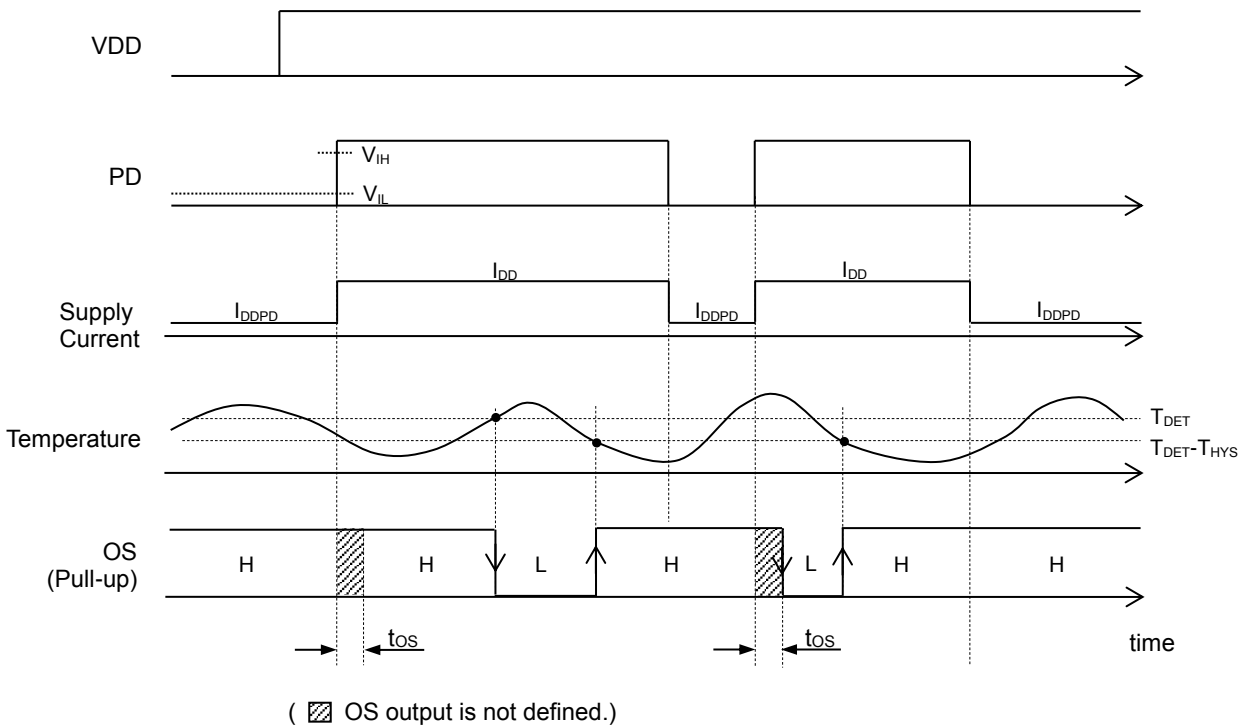 VDD
PD
VIH
VIL
Supply
Current
IDDPD
IDD
IDDPD
IDD
IDDPD
Temperature
TDET
TDET-THYS
OS
(Pull-up)
H
H
L
H
L
H
H
tOS
tOS
time
( OS output is not defined.)